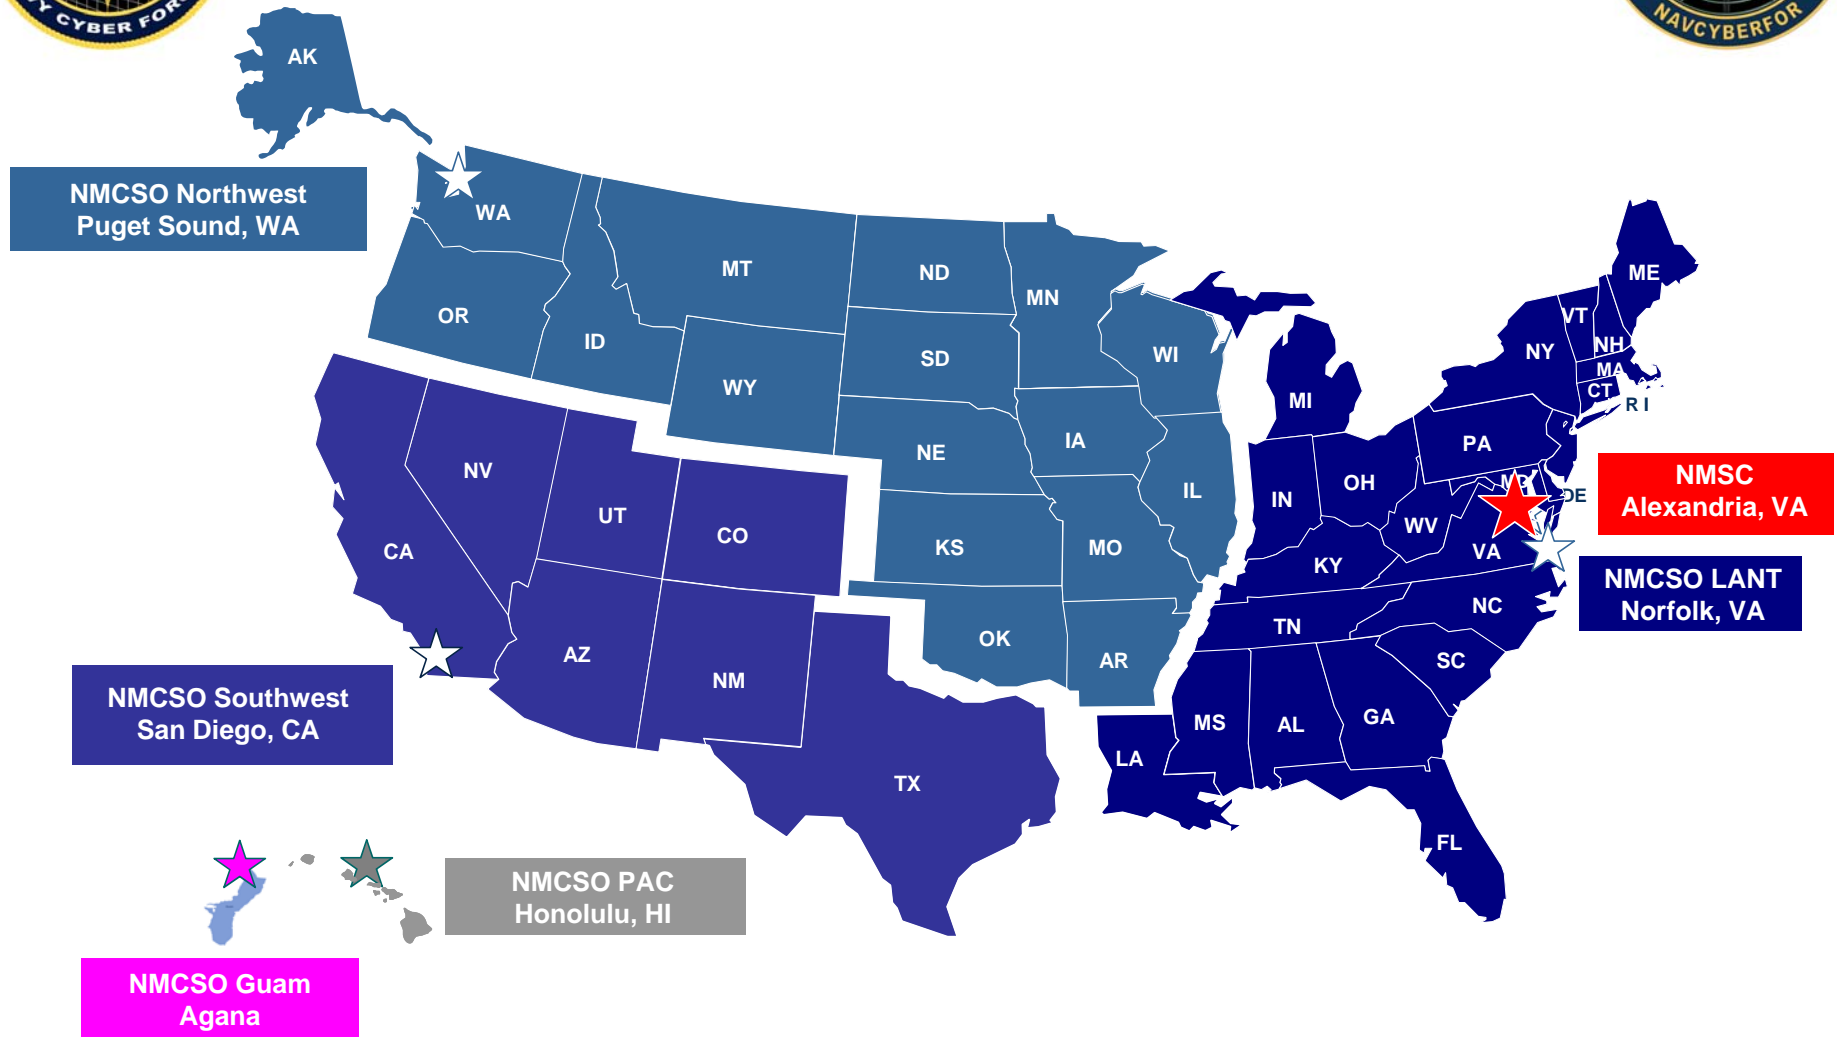 Y CYBER FOR
NAVCYBERFOR
AK
NMCSO Northwest
Puget Sound, WA
WA
OR
ID
MT
WY
ND
SD
NE
KS
OK
MN
IA
MO
AR
WI
IL
NMCSO Southwest
San Diego, CA
CA
NV
UT
CO
AZ
NM
TX
MI
IN
OH
KY
TN
MS
AL
GA
LA
FL
SC
NC
VA
WV
PA
NY
VT
NH
ME
MA
CT
R I
MD
DE
NMSC
Alexandria, VA
NMCSO LANT
Norfolk, VA
NMCSO PAC
Honolulu, HI
NMCSO Guam
Agana